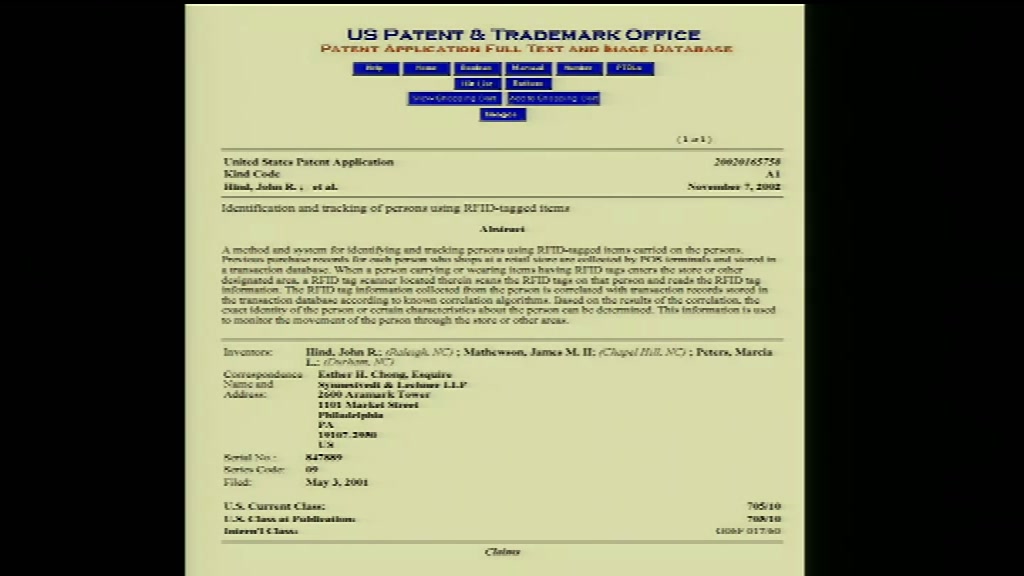 US PATENT & TRADEMARK OFFICE
PATENT APPLICATION FULL TEXT AND IMAGE DATABASE
Help Home Boolean Manual Number PTDLs
Hit List Bottom
View Shopping Cart Add to Shopping Cart
Images
( 1 of 1 )
United States Patent Application 20020165758
Kind Code A1
Hind, John R. ; et al. November 7, 2002
Identification and tracking of persons using RFID-tagged items
Abstract
A method and system for identifying and tracking persons using RFID-tagged items carried on the persons.
Previous purchase records for each person who shops at a retail store are collected by POS terminals and stored in
a transaction database. When a person carrying or wearing items having RFID tags enters the store or other
designated area, a RFID tag scanner located therein scans the RFID tags on that person and reads the RFID tag
information. The RFID tag information collected from the person is correlated with transaction records stored in
the transaction database according to known correlation algorithms. Based on the results of the correlation, the
exact identity of the person or certain characteristics about the person can be determined. This information is used
to monitor the movement of the person through the store or other areas.
Inventors: Hind, John R.; (Raleigh, NC) ; Mathewson, James M. II; (Chapel Hill, NC) ; Peters, Marcia
L.; (Durham, NC)
Correspondence Esther H. Chong, Esquire
Name and Synnestvedt & Lechner LLP
Address: 2600 Aramark Tower
1101 Market Street
Philadelphia
PA
19107-2950
US
Serial No.: 847889
Series Code: 09
Filed: May 3, 2001
U.S. Current Class: 705/10
U.S. Class at Publication: 705/10
Intern'l Class: G06F 017/60
Claims